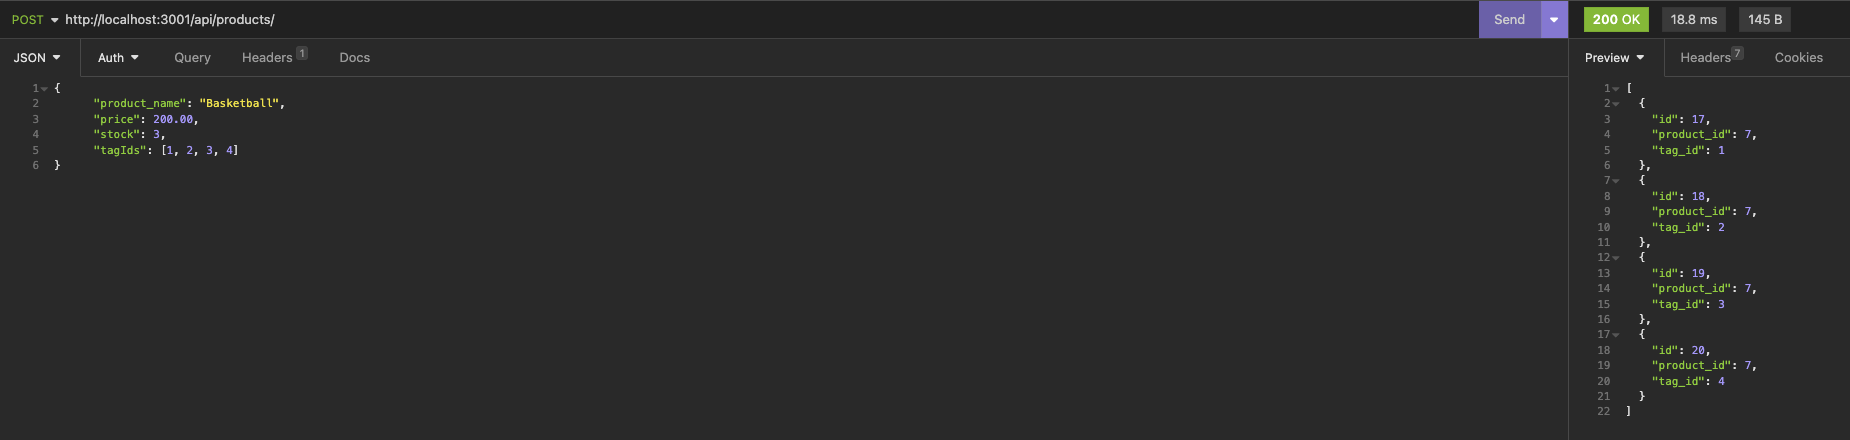 POST http://localhost:3001/api/products/ Send 200 OK 18.8 ms 145 B
JSON Auth Query Headers 1 Docs
1 {
2 "product_name": "Basketball",
3 "price": 200.00,
4 "stock": 3,
5 "tagIds": [1, 2, 3, 4]
6 }
Preview Headers 7 Cookies
1 [
2 {
3 "id": 17,
4 "product_id": 7,
5 "tag_id": 1
6 },
7 {
8 "id": 18,
9 "product_id": 7,
10 "tag_id": 2
11 },
12 {
13 "id": 19,
14 "product_id": 7,
15 "tag_id": 3
16 },
17 {
18 "id": 20,
19 "product_id": 7,
20 "tag_id": 4
21 }
22 ]